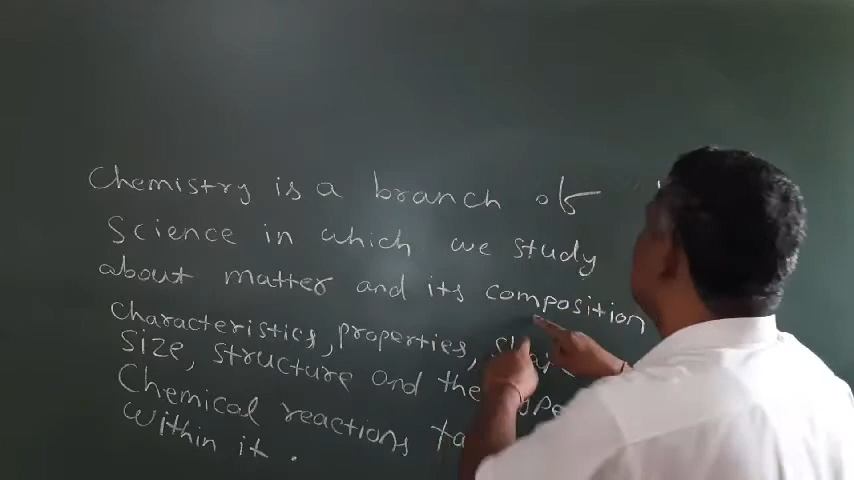 Chemistry is a branch of
Science in which we study
about matter and its composition
characteristics, properties,
size, structure and the
Chemical reactions
within it.